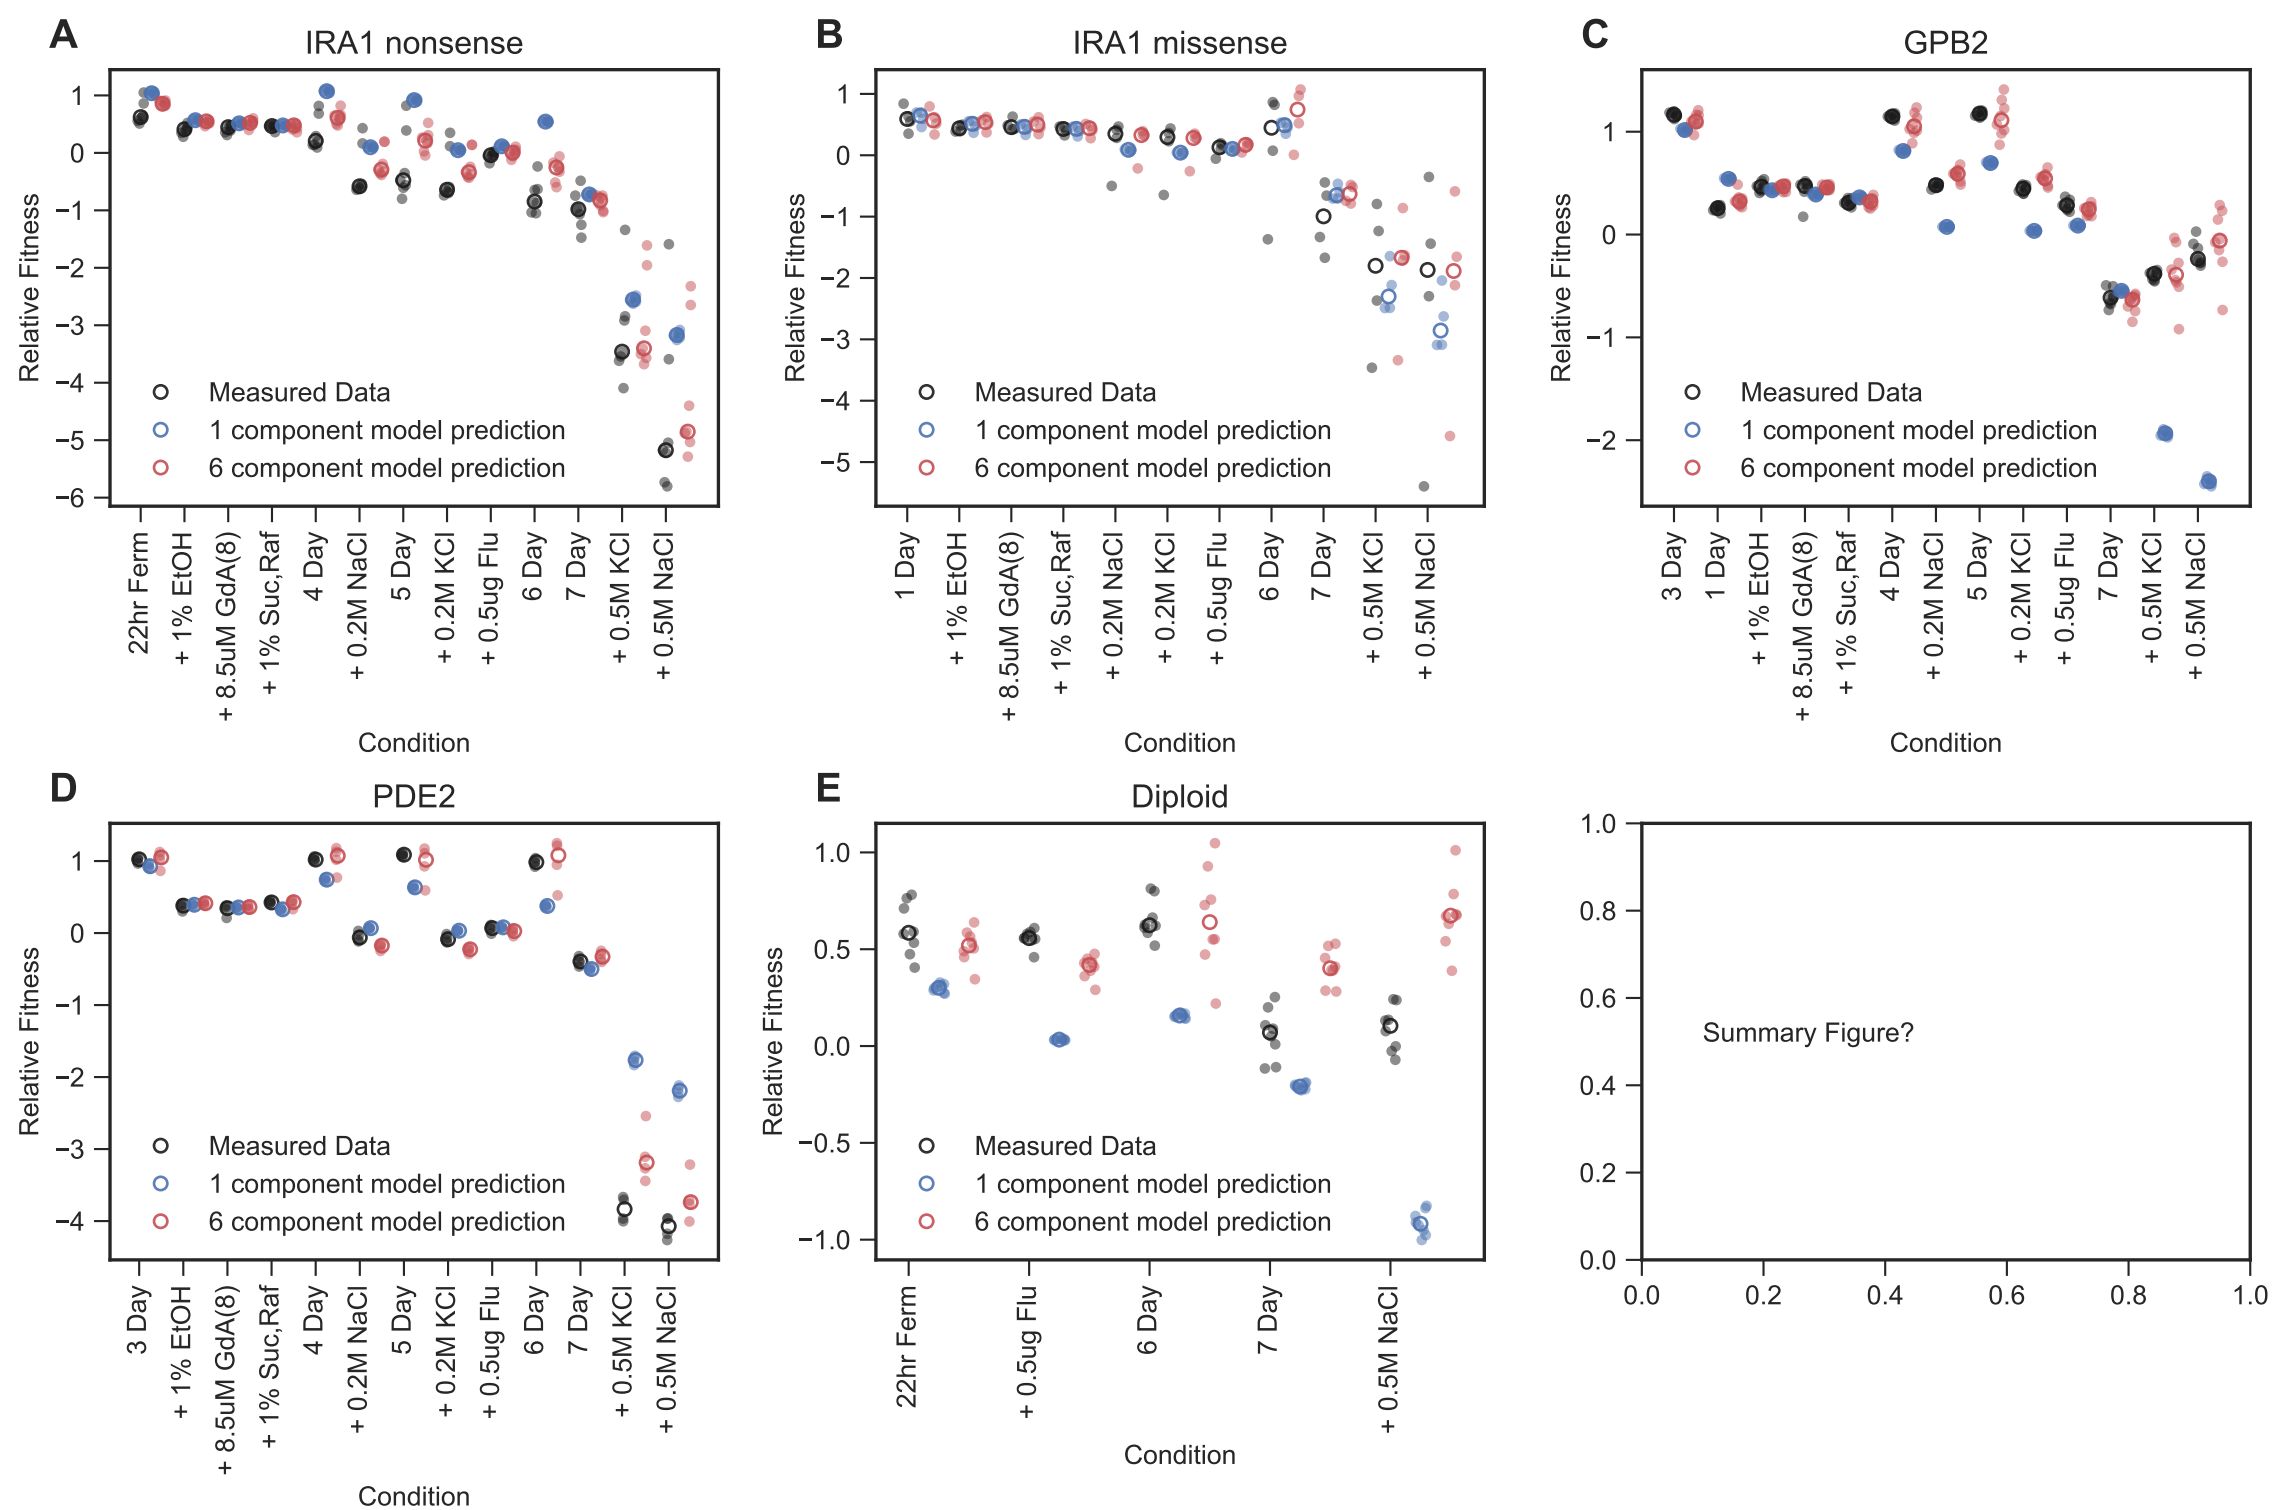 A
IRA1 nonsense
1
0
−1
−2
−3
−4
−5
−6
Relative Fitness
Measured Data
1 component model prediction
6 component model prediction
22hr Ferm
+ 1% EtOH
+ 8.5uM GdA(8)
+ 1% Suc,Raf
4 Day
+ 0.2M NaCl
5 Day
+ 0.2M KCl
+ 0.5ug Flu
6 Day
7 Day
+ 0.5M KCl
+ 0.5M NaCl
Condition
B
IRA1 missense
1
0
−1
−2
−3
−4
−5
Relative Fitness
Measured Data
1 component model prediction
6 component model prediction
1 Day
+ 1% EtOH
+ 8.5uM GdA(8)
+ 1% Suc,Raf
+ 0.2M NaCl
+ 0.2M KCl
+ 0.5ug Flu
6 Day
7 Day
+ 0.5M KCl
+ 0.5M NaCl
Condition
C
GPB2
1
0
−1
−2
Relative Fitness
Measured Data
1 component model prediction
6 component model prediction
3 Day
1 Day
+ 1% EtOH
+ 8.5uM GdA(8)
+ 1% Suc,Raf
4 Day
+ 0.2M NaCl
5 Day
+ 0.2M KCl
+ 0.5ug Flu
7 Day
+ 0.5M KCl
+ 0.5M NaCl
Condition
D
PDE2
1
0
−1
−2
−3
−4
Relative Fitness
Measured Data
1 component model prediction
6 component model prediction
3 Day
+ 1% EtOH
+ 8.5uM GdA(8)
+ 1% Suc,Raf
4 Day
+ 0.2M NaCl
5 Day
+ 0.2M KCl
+ 0.5ug Flu
6 Day
7 Day
+ 0.5M KCl
+ 0.5M NaCl
Condition
E
Diploid
1.0
0.5
0.0
−0.5
−1.0
Relative Fitness
Measured Data
1 component model prediction
6 component model prediction
22hr Ferm
+ 0.5ug Flu
6 Day
7 Day
+ 0.5M NaCl
Condition
1.0
0.8
0.6
0.4
0.2
0.0
Summary Figure?
0.0
0.2
0.4
0.6
0.8
1.0